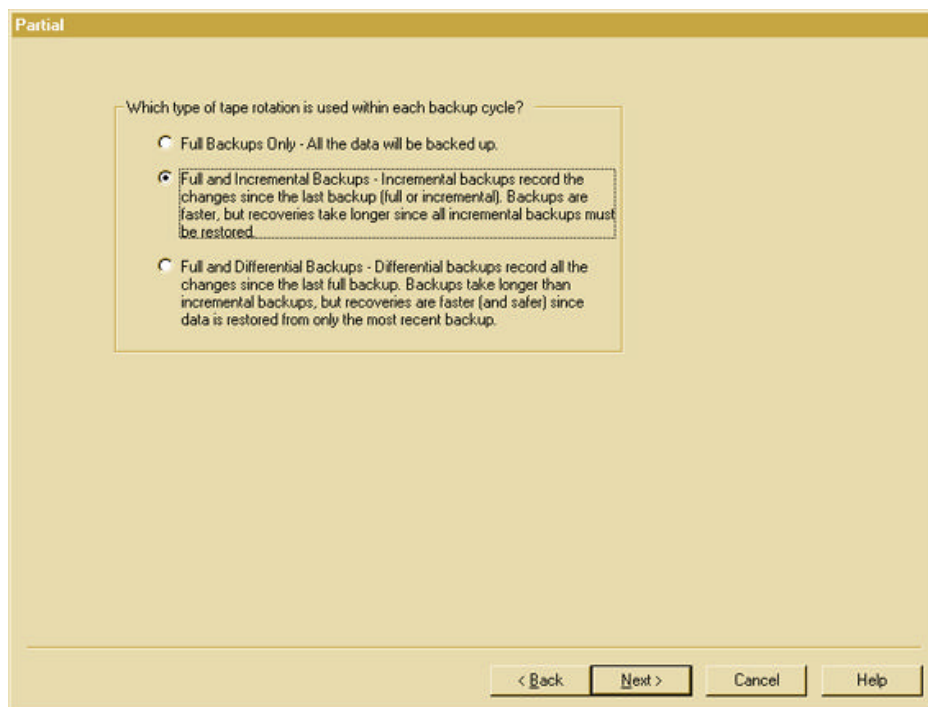 Partial
Which type of tape rotation is used within each backup cycle?
Full Backups Only - All the data will be backed up.
Full and Incremental Backups - Incremental backups record the
changes since the last backup (full or incremental). Backups are
faster, but recoveries take longer since all incremental backups must
be restored.
Full and Differential Backups - Differential backups record all the
changes since the last full backup. Backups take longer than
incremental backups, but recoveries are faster (and safer) since
data is restored from only the most recent backup.
< Back
Next >
Cancel
Help